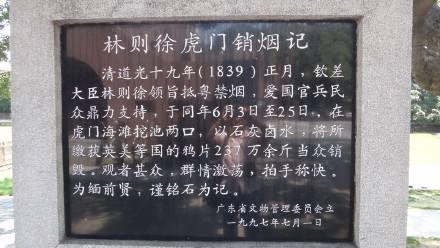 林则徐虎门销烟记
清道光十九年(1839)正月,钦差
大臣林则徐领旨抵粤禁烟,爱国官兵民
众鼎力支持,于同年6月3日至25日,在
虎门海滩挖池两口,以石灰卤水,将所
缴获英美等国的鸦片237万余斤当众销
毁。观者甚众,群情激奋,拍手称快。
为缅前贤,谨铭石为记。
广东省文物管理委员会立
一九九七年七月一日